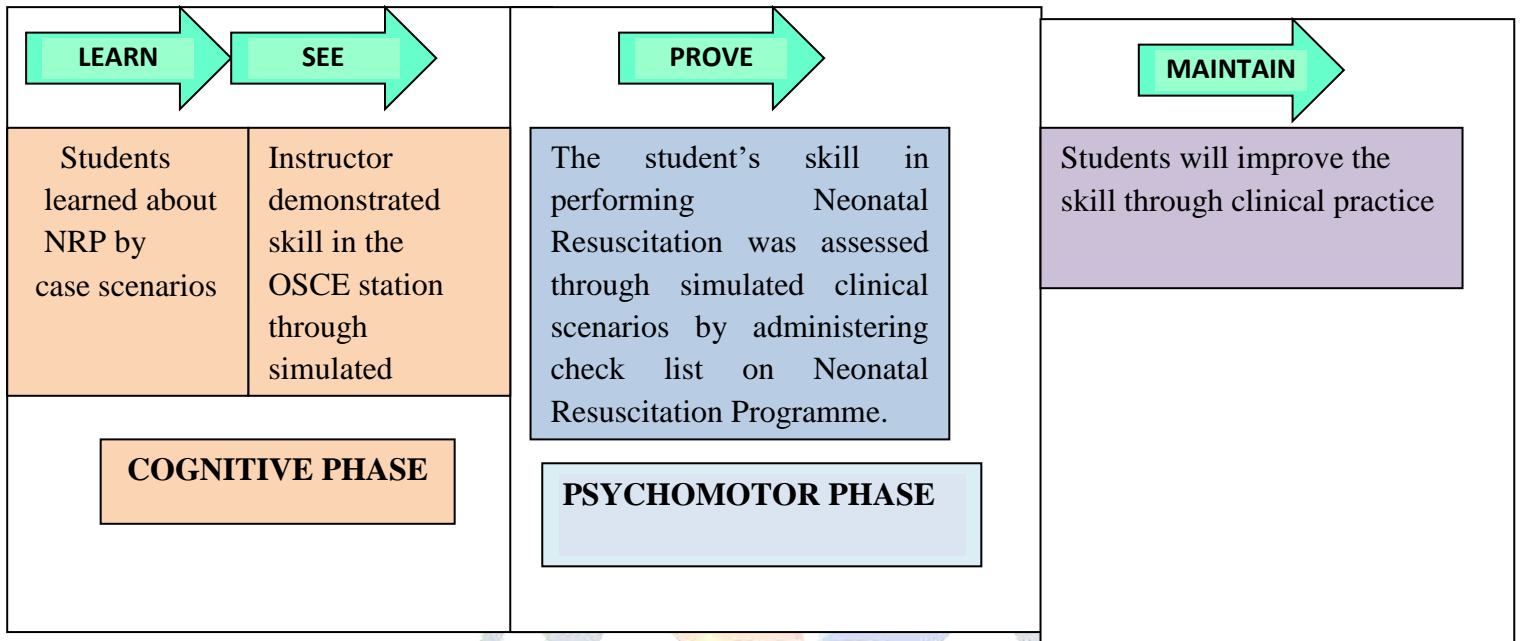 LEARN
SEE
PROVE
MAINTAIN
Students
learned about
NRP by
case scenarios
Instructor
demonstrated
skill in the
OSCE station
through
simulated
The student’s skill in
performing Neonatal
Resuscitation was assessed
through simulated clinical
scenarios by administering
check list on Neonatal
Resuscitation Programme.
Students will improve the
skill through clinical practice
COGNITIVE PHASE
PSYCHOMOTOR PHASE